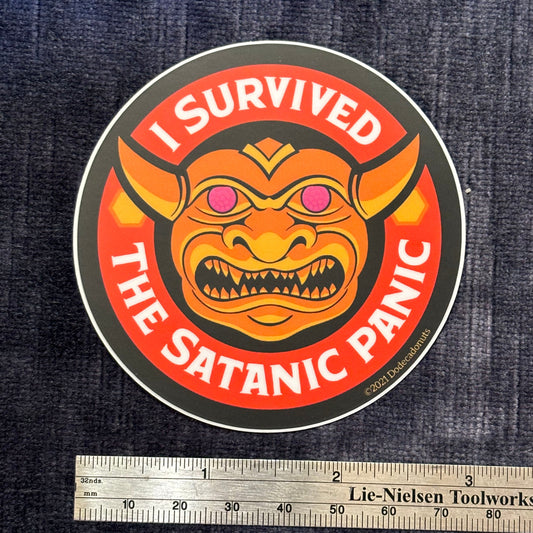 I SURVIVED
THE SATANIC PANIC
©2021 Dodecadonuts
1 2 3
32nds.
mm
Lie-Nielsen Toolworks
10 20 30 40 50 60 70 80